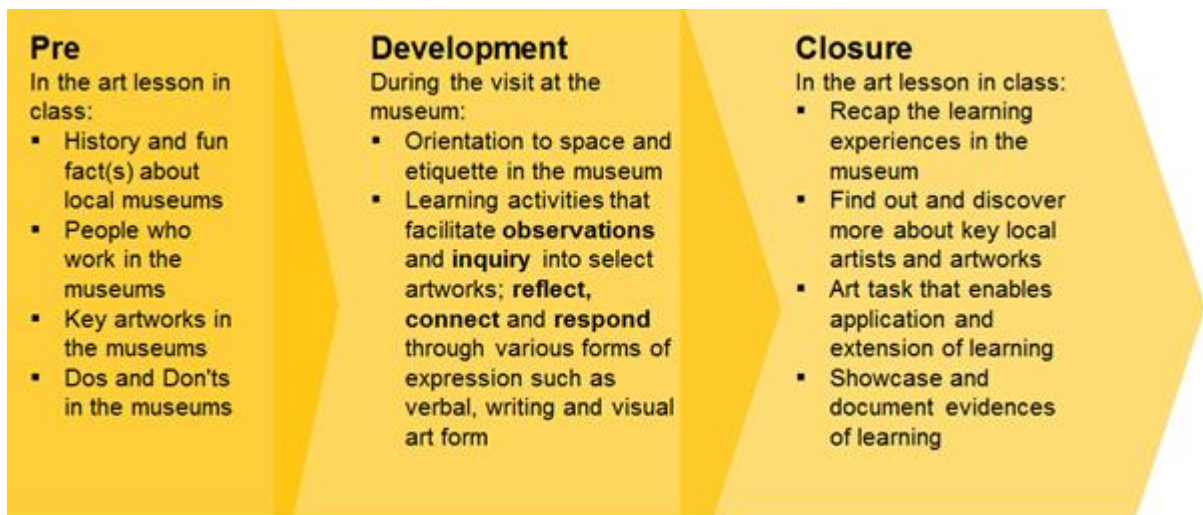 Pre
In the art lesson in
class:
▪ History and fun
fact(s) about
local museums
▪ People who
work in the
museums
▪ Key artworks in
the museums
▪ Dos and Don'ts
in the museums
Development
During the visit at the
museum:
▪ Orientation to space and
etiquette in the museum
▪ Learning activities that
facilitate observations
and inquiry into select
artworks; reflect,
connect and respond
through various forms of
expression such as
verbal, writing and visual
art form
Closure
In the art lesson in class:
▪ Recap the learning
experiences in the
museum
▪ Find out and discover
more about key local
artists and artworks
▪ Art task that enables
application and
extension of learning
▪ Showcase and
document evidences
of learning